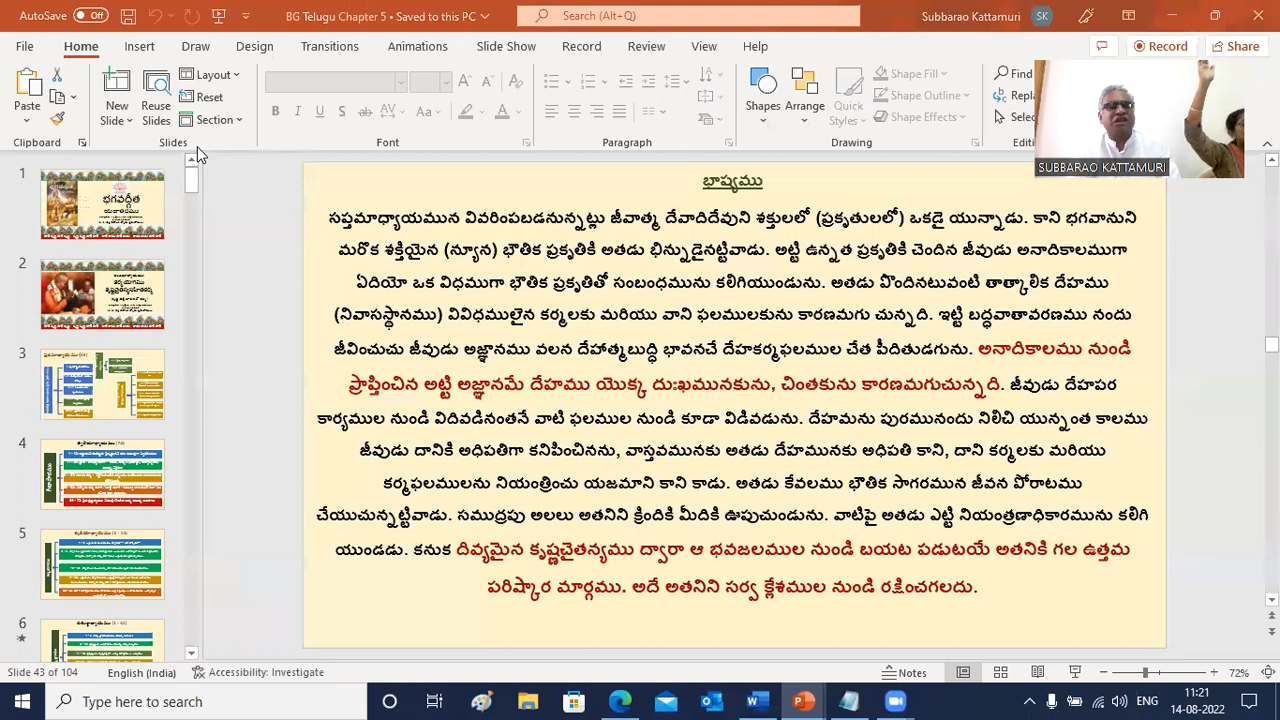 AutoSave Off BG Telugu Chapter 5 • Saved to this PC Search (Alt+Q) Subbarao Kattamuri SK
File Home Insert Draw Design Transitions Animations Slide Show Record Review View Help Record Share
Paste New Slide Reuse Slides Layout Reset Section
Shapes Arrange Quick Styles Shape Fill Shape Outline Shape Effects Find
Clipboard Slides Font Paragraph Drawing
SUBBARAO KATTAMURI
భాష్యము
సప్తమాధ్యాయమున వివరింపబడనున్నట్లు జీవాత్మ దేవాదిదేవుని శక్తులలో (ప్రకృతులలో) ఒకడై యున్నాడు. కాని భగవానుని
మరొక శక్తియైన (న్యూన) భౌతిక ప్రకృతికి అతడు భిన్నుడైనట్టివాడు. అట్టి ఉన్నత ప్రకృతికి చెందిన జీవుడు అనాదికాలముగా
ఏదియో ఒక విధముగా భౌతిక ప్రకృతితో సంబంధమును కలిగియుండును. అతడు పొందినటువంటి తాత్కాలిక దేహము
(నివాసస్థానము) వివిధములైన కర్మలకు మరియు వాని ఫలములకును కారణమగు చున్నది. ఇట్టి బద్ధవాతావరణము నందు
జీవించుచు జీవుడు అజ్ఞానము వలన దేహాత్మబుద్ధి భావనచే దేహకర్మఫలముల చేత పీడితుడగును. అనాదికాలము నుండి
ప్రాప్తించిన అట్టి అజ్ఞానమే దేహము యొక్క దుఃఖమునకును, చింతకును కారణమగుచున్నది. జీవుడు దేహపర
కార్యముల నుండి విడివడినంతనే వాటి ఫలముల నుండి కూడా విడివడును. దేహమను పురమునందు నిలిచి యున్నంత కాలము
జీవుడు దానికి అధిపతిగా కనిపించినను, వాస్తవమునకు అతడు దేహమునకు అధిపతి కాని, దాని కర్మలకు మరియు
కర్మఫలములను నియంత్రించు యజమాని కాని కాడు. అతడు కేవలము భౌతిక సాగరమున జీవన పోరాటము
చేయుచున్నట్టివాడు. సముద్రపు అలలు అతనిని క్రిందికి మీదికి ఊపుచుండును. వాటిపై అతడు ఎట్టి నియంత్రణాధికారమును కలిగి
యుండడు. కనుక దివ్యమైన కృష్ణచైతన్యము ద్వారా ఆ భవజలముల నుండి బయట పడుటయే అతనికి గల ఉత్తమ
పరిష్కార మార్గము. అదే అతనిని సర్వ క్లేశముల నుండి రక్షించగలదు.
1
భగవద్గీత
2
3
4
5
6
Slide 43 of 104 English (India) Accessibility: Investigate Notes 72%
Type here to search ENG 11:21
14-08-2022